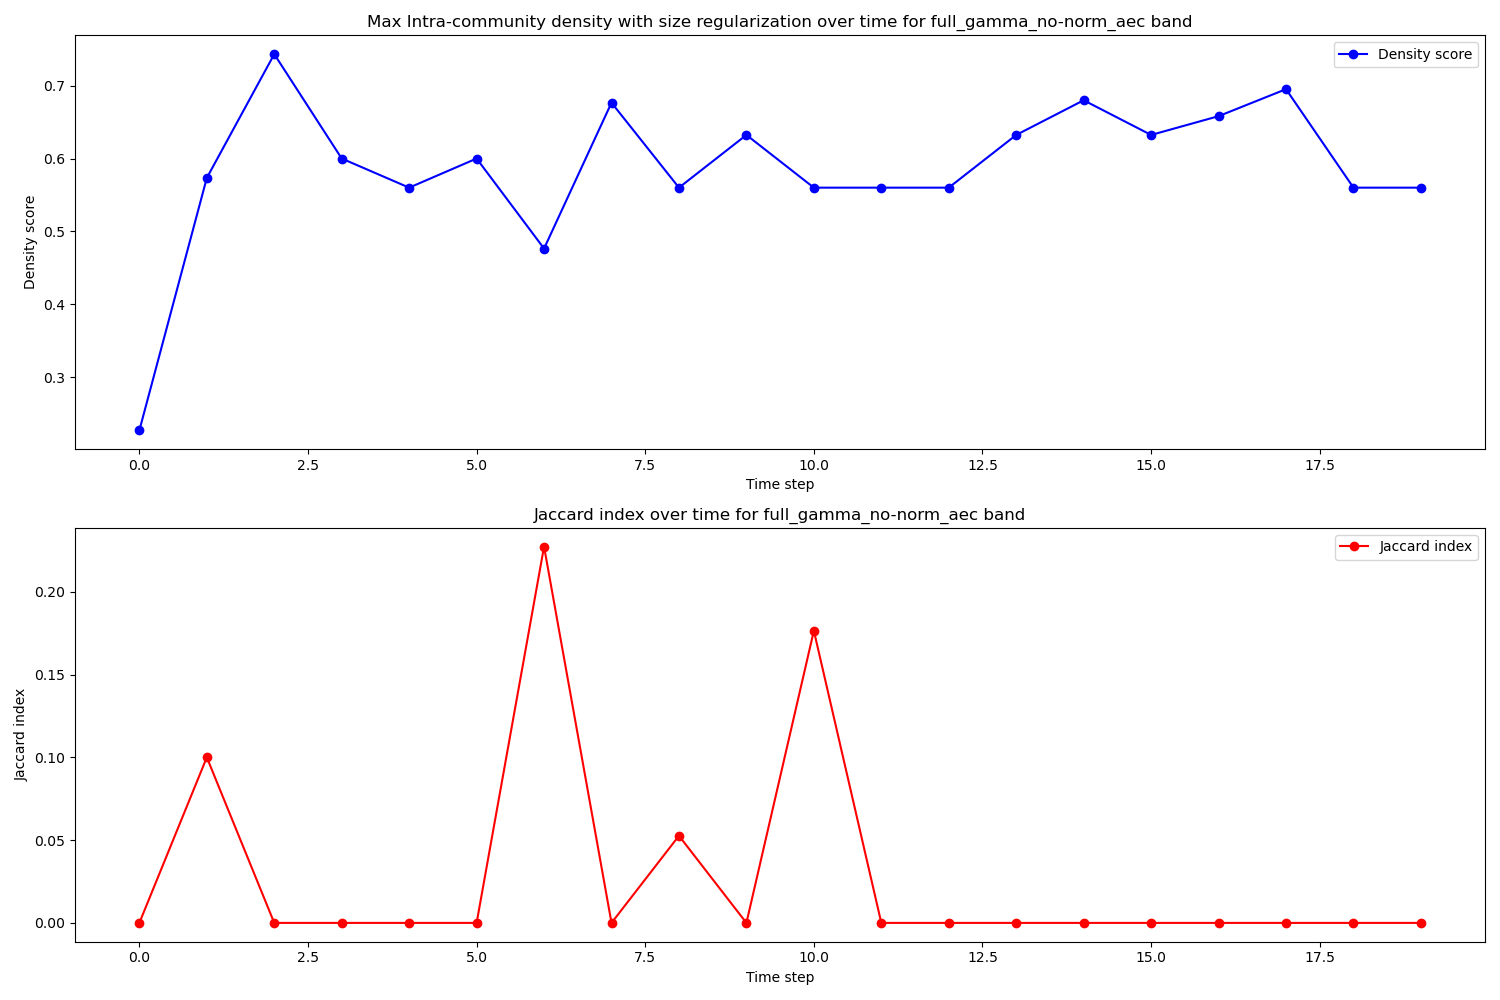 Max Intra-community density with size regularization over time for full_gamma_no-norm_aec band
Density score
0.7
0.6
0.5
0.4
0.3
Density score
0.0 2.5 5.0 7.5 10.0 12.5 15.0 17.5
Time step
Jaccard index over time for full_gamma_no-norm_aec band
Jaccard index
0.20
0.15
0.10
0.05
0.00
Jaccard index
0.0 2.5 5.0 7.5 10.0 12.5 15.0 17.5
Time step